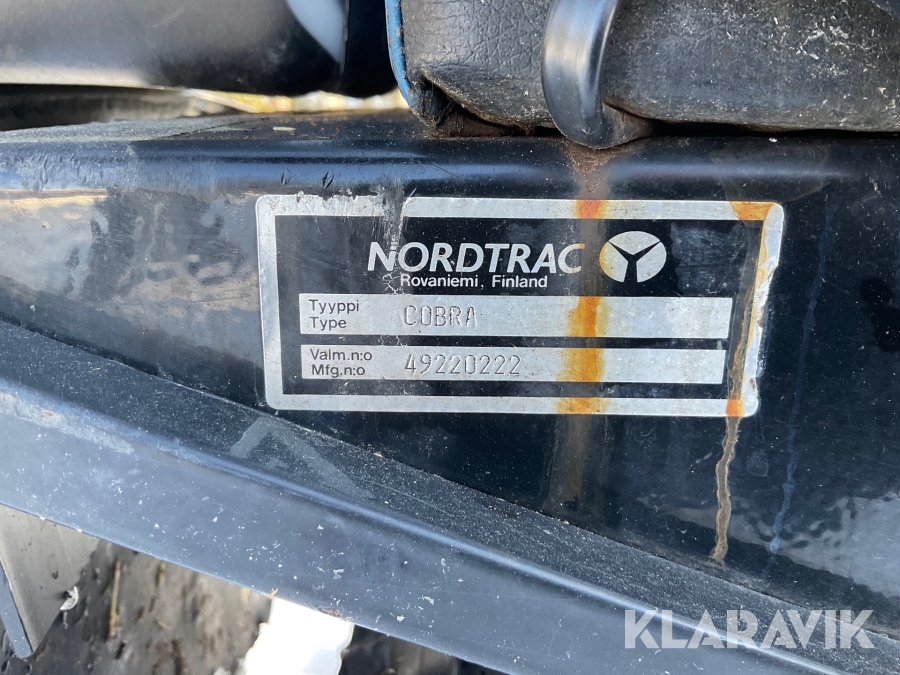 NORDTRAC
Rovaniemi, Finland
Tyyppi
Type
COBRA
Valm.n:o
Mfg.n:o
49220222
KLARAVIK